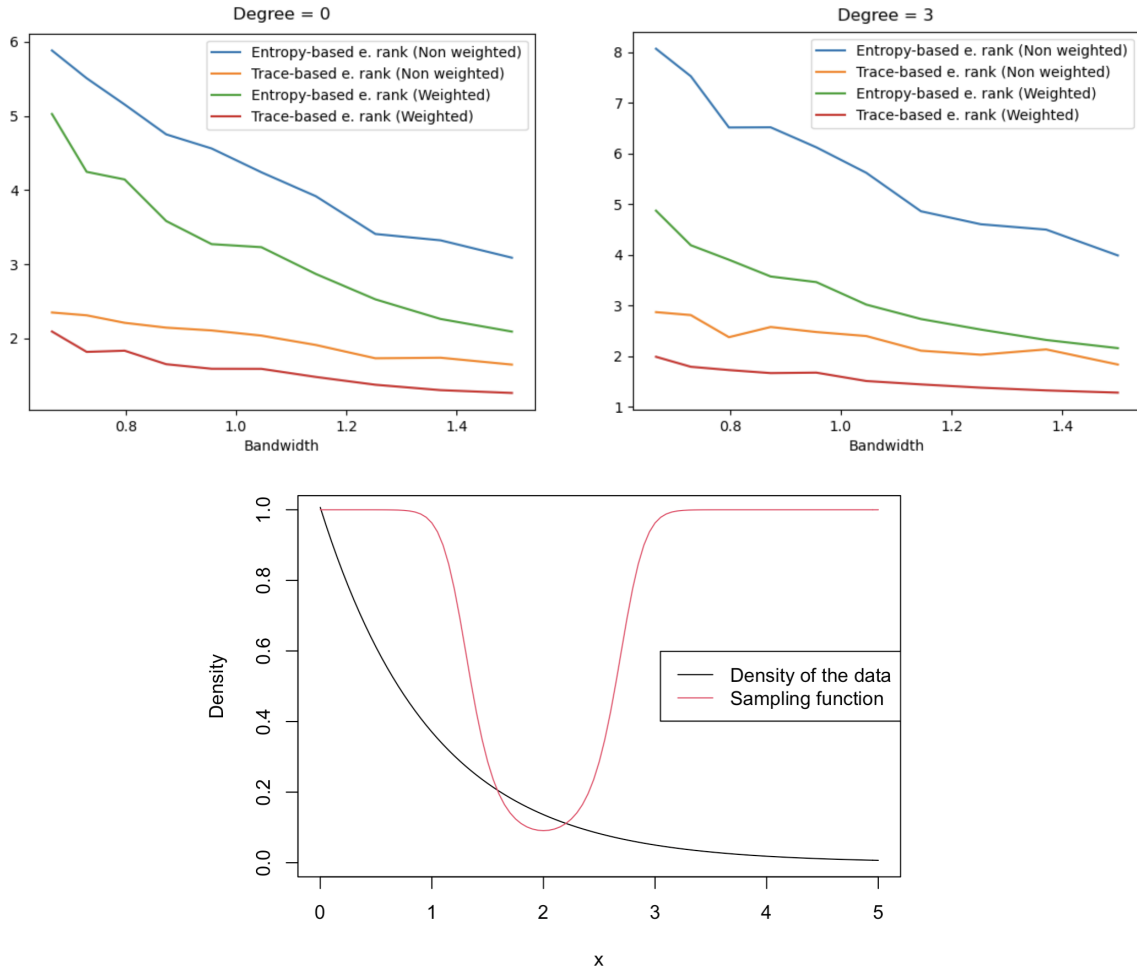 Degree = 0
6
5
4
3
2
Entropy-based e. rank (Non weighted)
Trace-based e. rank (Non weighted)
Entropy-based e. rank (Weighted)
Trace-based e. rank (Weighted)
0.8 1.0 1.2 1.4
Bandwidth
Degree = 3
8
7
6
5
4
3
2
1
Entropy-based e. rank (Non weighted)
Trace-based e. rank (Non weighted)
Entropy-based e. rank (Weighted)
Trace-based e. rank (Weighted)
0.8 1.0 1.2 1.4
Bandwidth
Density
1.0
0.8
0.6
0.4
0.2
0.0
Density of the data
Sampling function
0 1 2 3 4 5
x